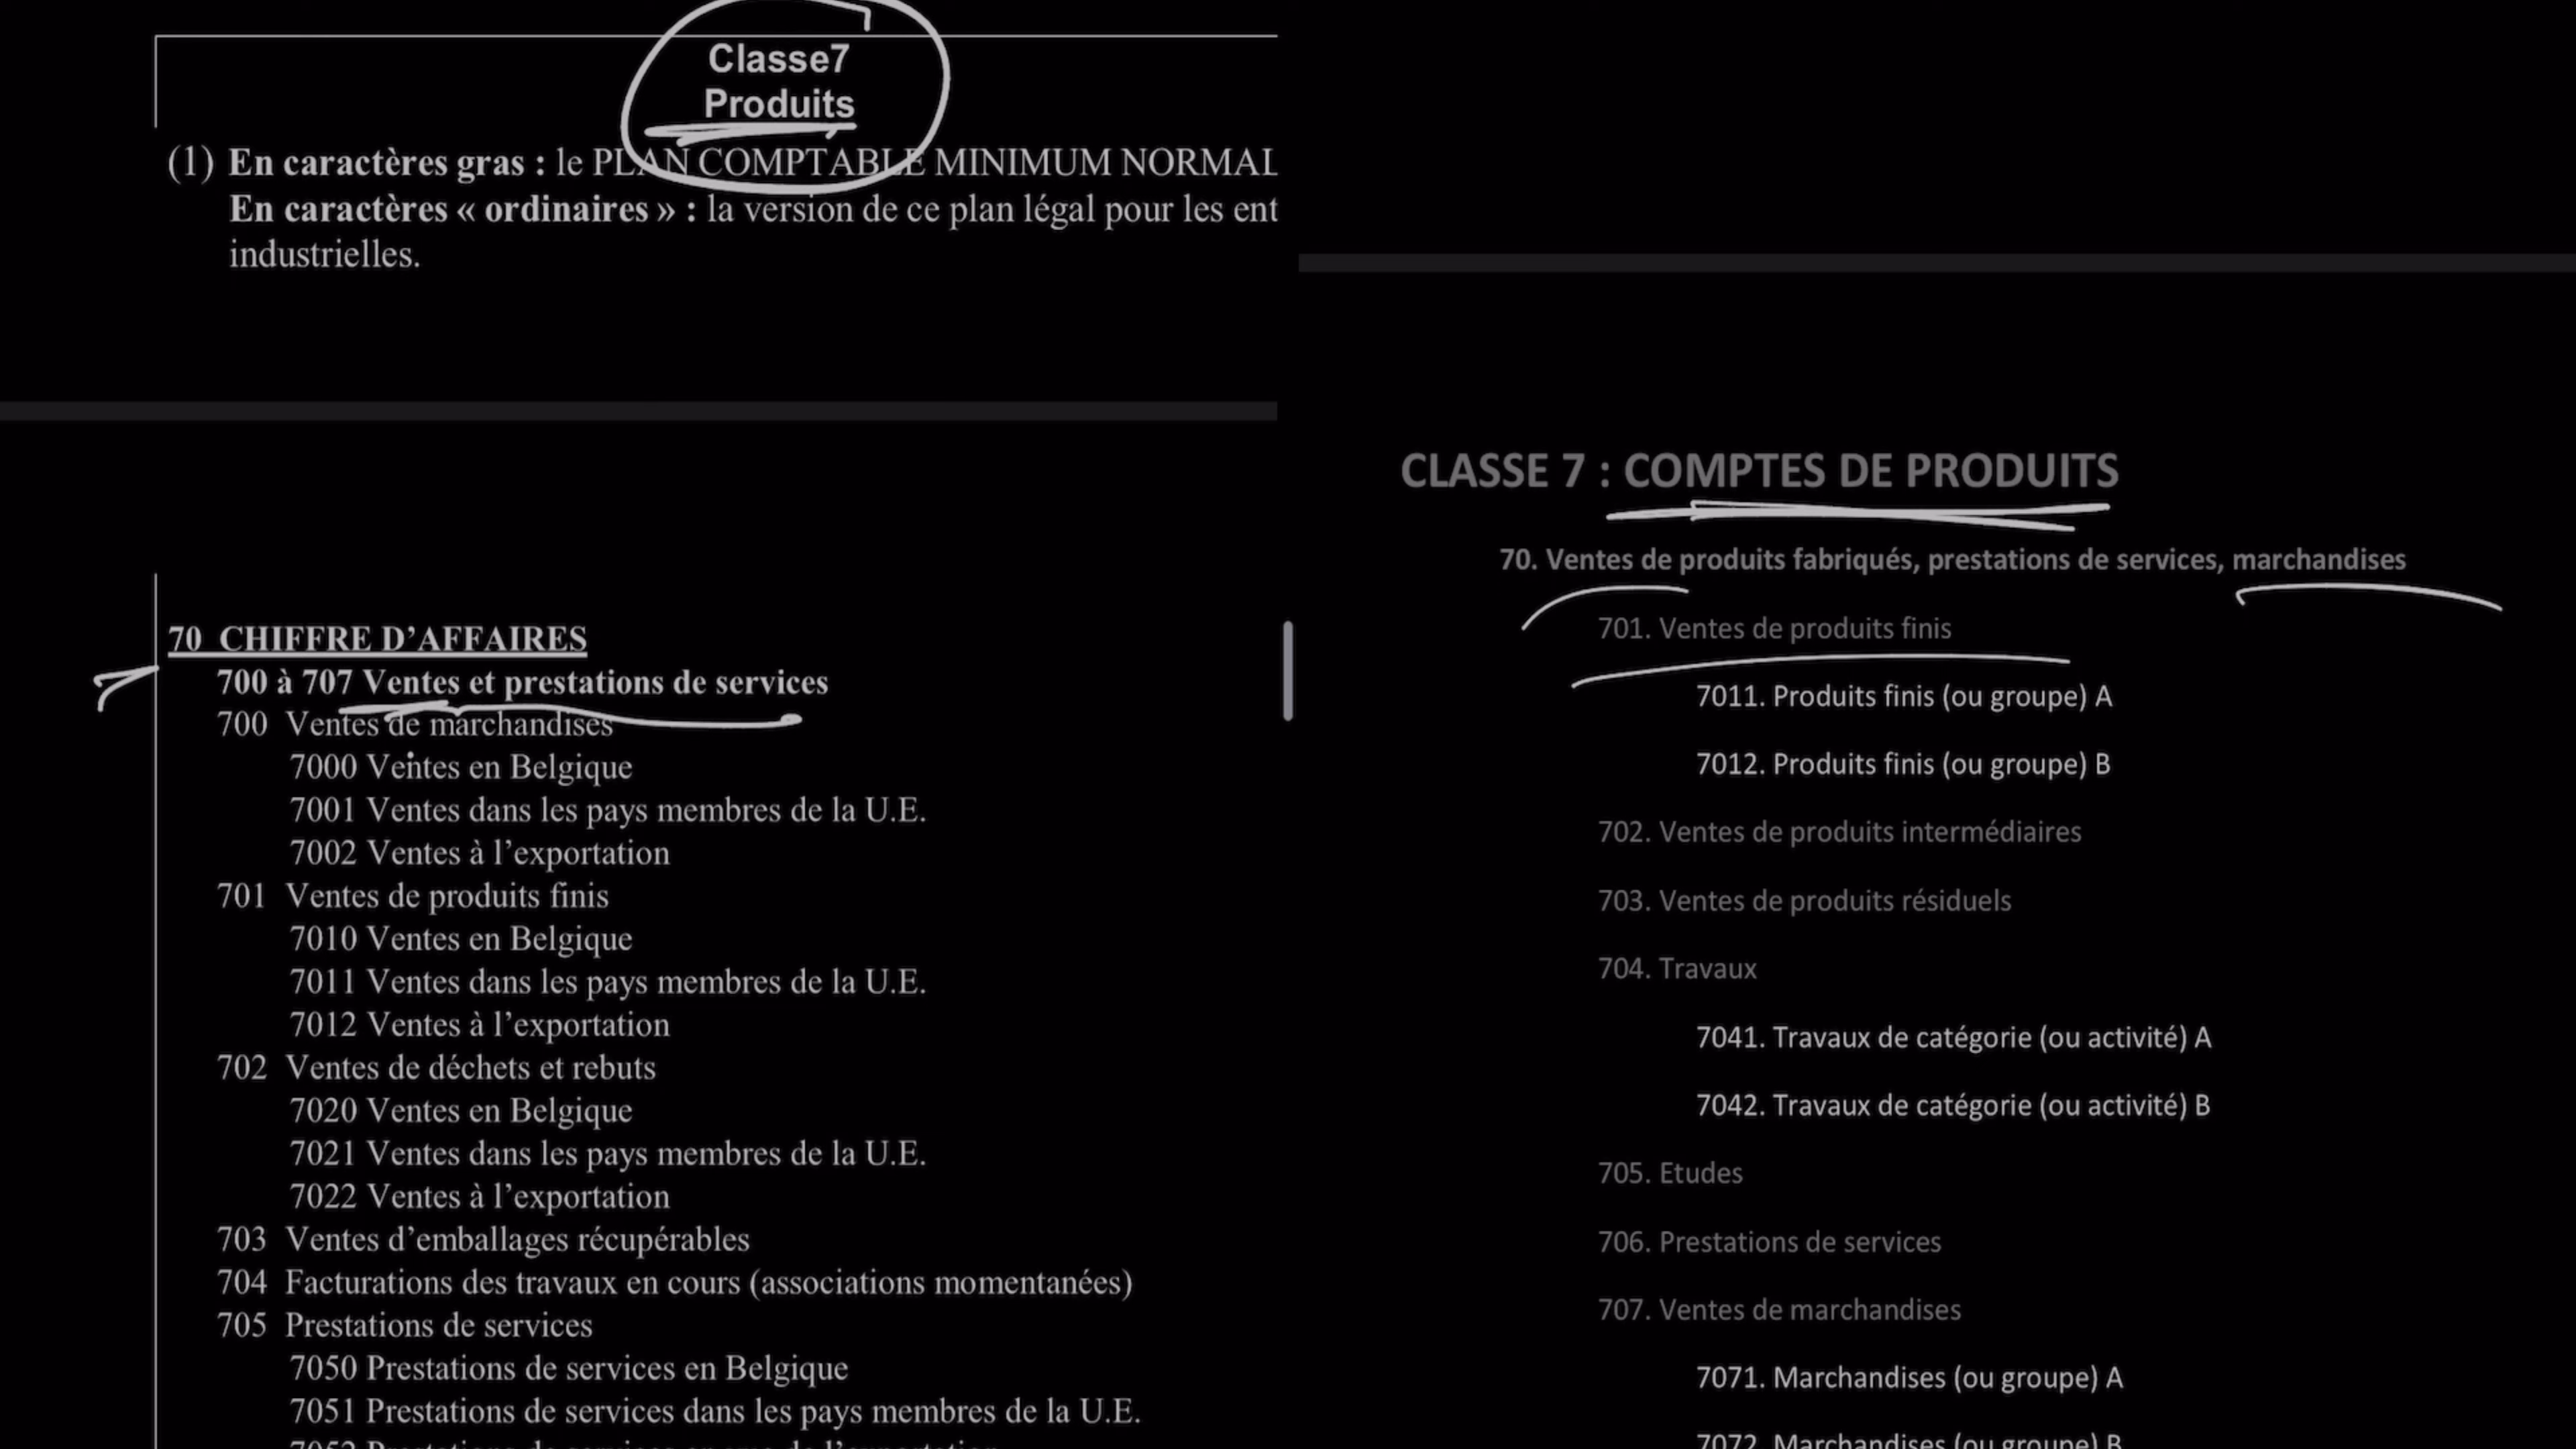 Classe7
Produits
(1) En caractères gras : le PLAN COMPTABLE MINIMUM NORMAL
En caractères « ordinaires » : la version de ce plan légal pour les ent
industrielles.
70 CHIFFRE D’AFFAIRES
700 à 707 Ventes et prestations de services
700 Ventes de marchandises
7000 Ventes en Belgique
7001 Ventes dans les pays membres de la U.E.
7002 Ventes à l’exportation
701 Ventes de produits finis
7010 Ventes en Belgique
7011 Ventes dans les pays membres de la U.E.
7012 Ventes à l’exportation
702 Ventes de déchets et rebuts
7020 Ventes en Belgique
7021 Ventes dans les pays membres de la U.E.
7022 Ventes à l’exportation
703 Ventes d’emballages récupérables
704 Facturations des travaux en cours (associations momentanées)
705 Prestations de services
7050 Prestations de services en Belgique
7051 Prestations de services dans les pays membres de la U.E.
CLASSE 7 : COMPTES DE PRODUITS
70. Ventes de produits fabriqués, prestations de services, marchandises
701. Ventes de produits finis
7011. Produits finis (ou groupe) A
7012. Produits finis (ou groupe) B
702. Ventes de produits intermédiaires
703. Ventes de produits résiduels
704. Travaux
7041. Travaux de catégorie (ou activité) A
7042. Travaux de catégorie (ou activité) B
705. Etudes
706. Prestations de services
707. Ventes de marchandises
7071. Marchandises (ou groupe) A
7072. Marchandises (ou groupe) B